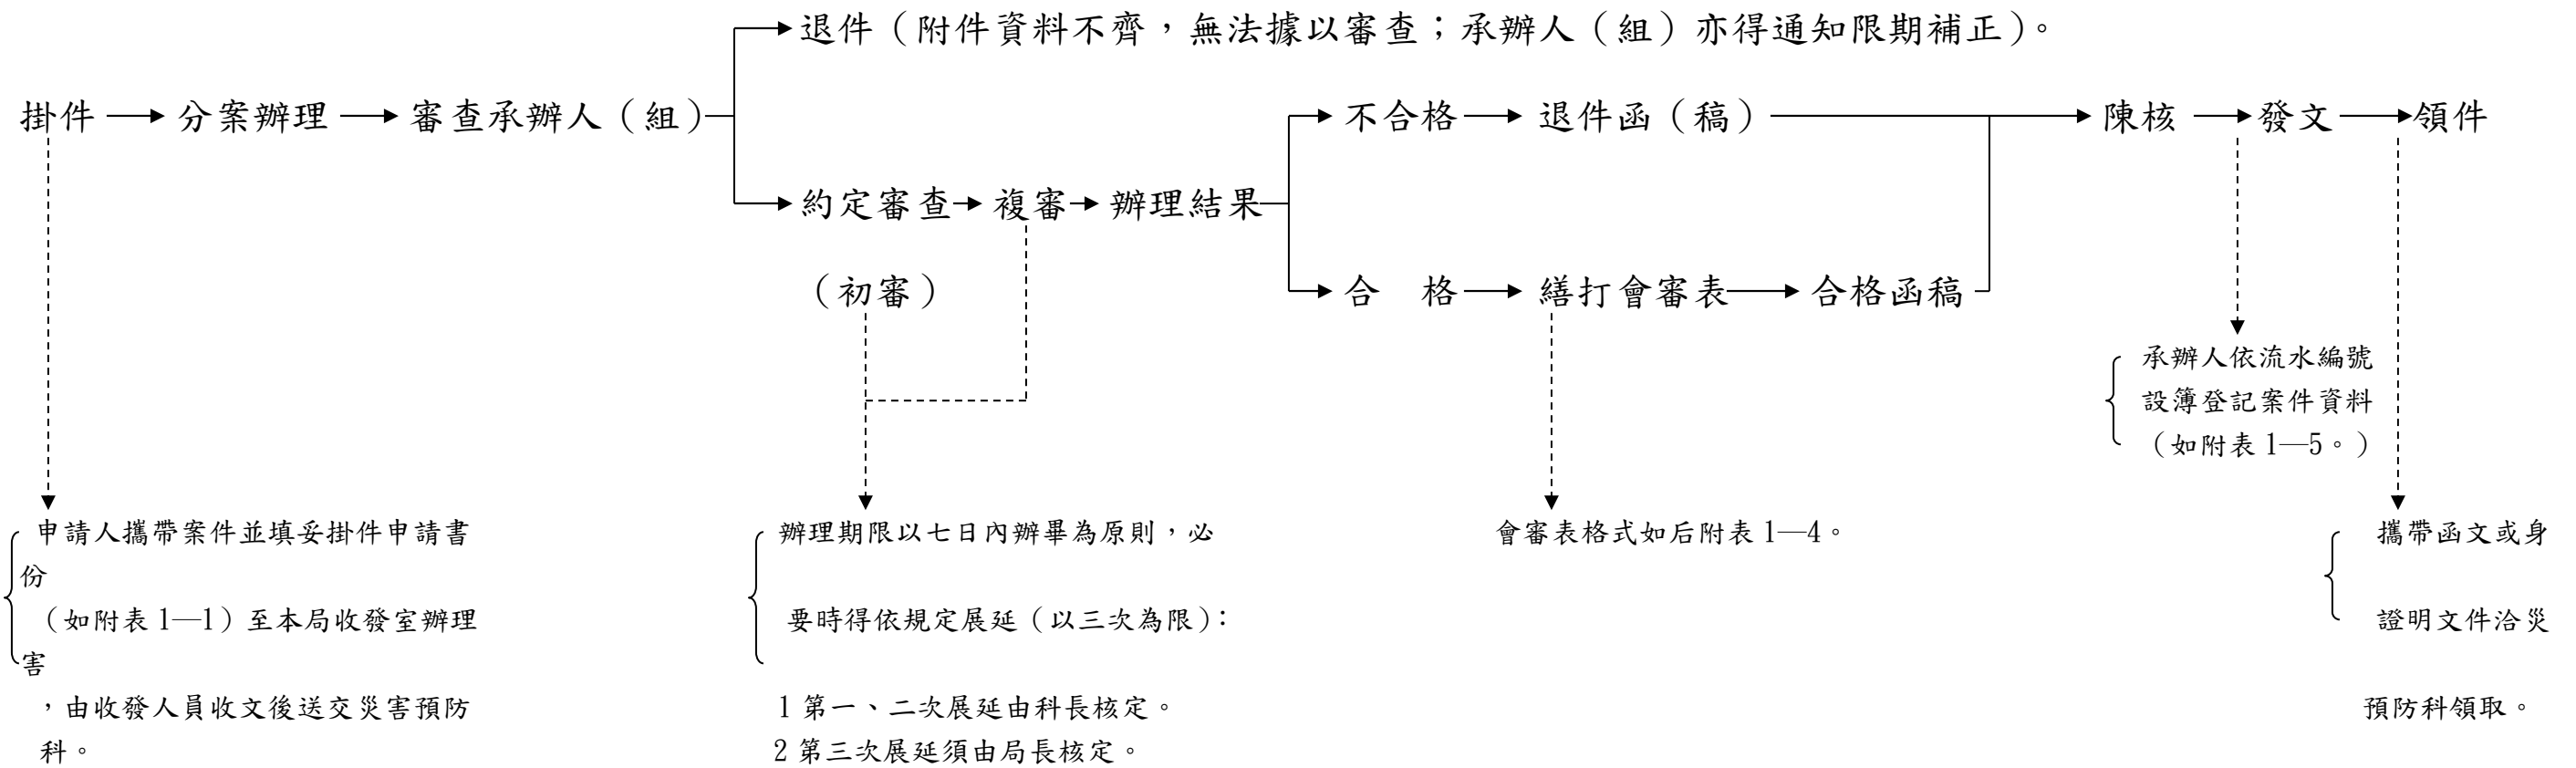 退件（附件資料不齊，無法據以審查；承辦人（組）亦得通知限期補正）。
掛件 分案辦理 審查承辦人（組） 不合格 退件函（稿） 陳核 發文 領件
約定審查 複審 辦理結果
（初審） 合　格 繕打會審表 合格函稿
承辦人依流水編號
設簿登記案件資料
（如附表 1—5。）
申請人攜帶案件並填妥掛件申請書 辦理期限以七日內辦畢為原則，必 會審表格式如后附表 1—4。 攜帶函文或身
份
（如附表 1—1）至本局收發室辦理 要時得依規定展延（以三次為限）： 證明文件洽災
害
，由收發人員收文後送交災害預防 1 第一、二次展延由科長核定。 預防科領取。
科。 2 第三次展延須由局長核定。